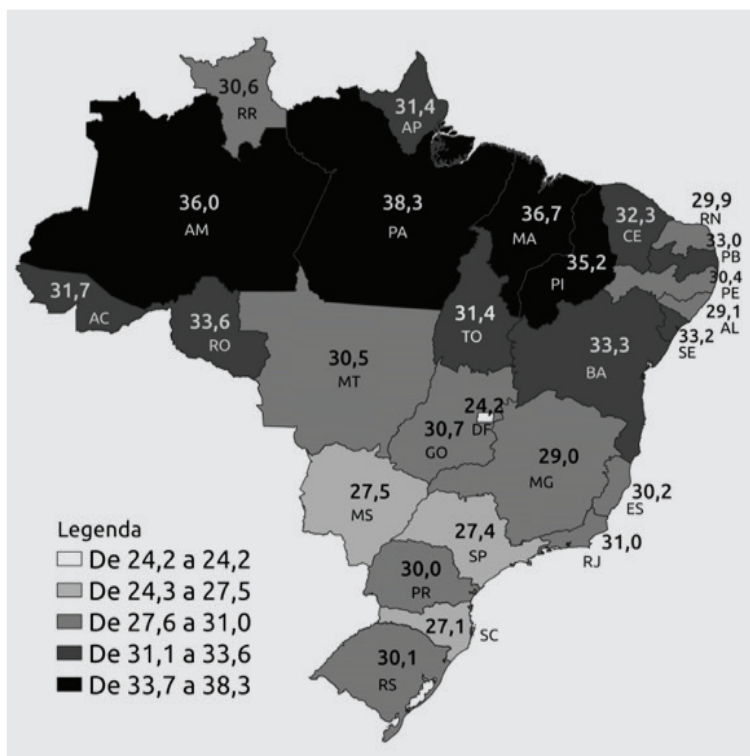 30,6
RR
31,4
AP
36,0
AM
38,3
PA
36,7
MA
35,2
PI
32,3
CE
29,9
RN
33,0
PB
30,4
PE
29,1
AL
33,2
SE
31,7
AC
33,6
RO
31,4
TO
33,3
BA
30,5
MT
24,2
DF
30,7
GO
29,0
MG
30,2
ES
27,5
MS
27,4
SP
31,0
RJ
30,0
PR
27,1
SC
30,1
RS
Legenda
De 24,2 a 24,2
De 24,3 a 27,5
De 27,6 a 31,0
De 31,1 a 33,6
De 33,7 a 38,3